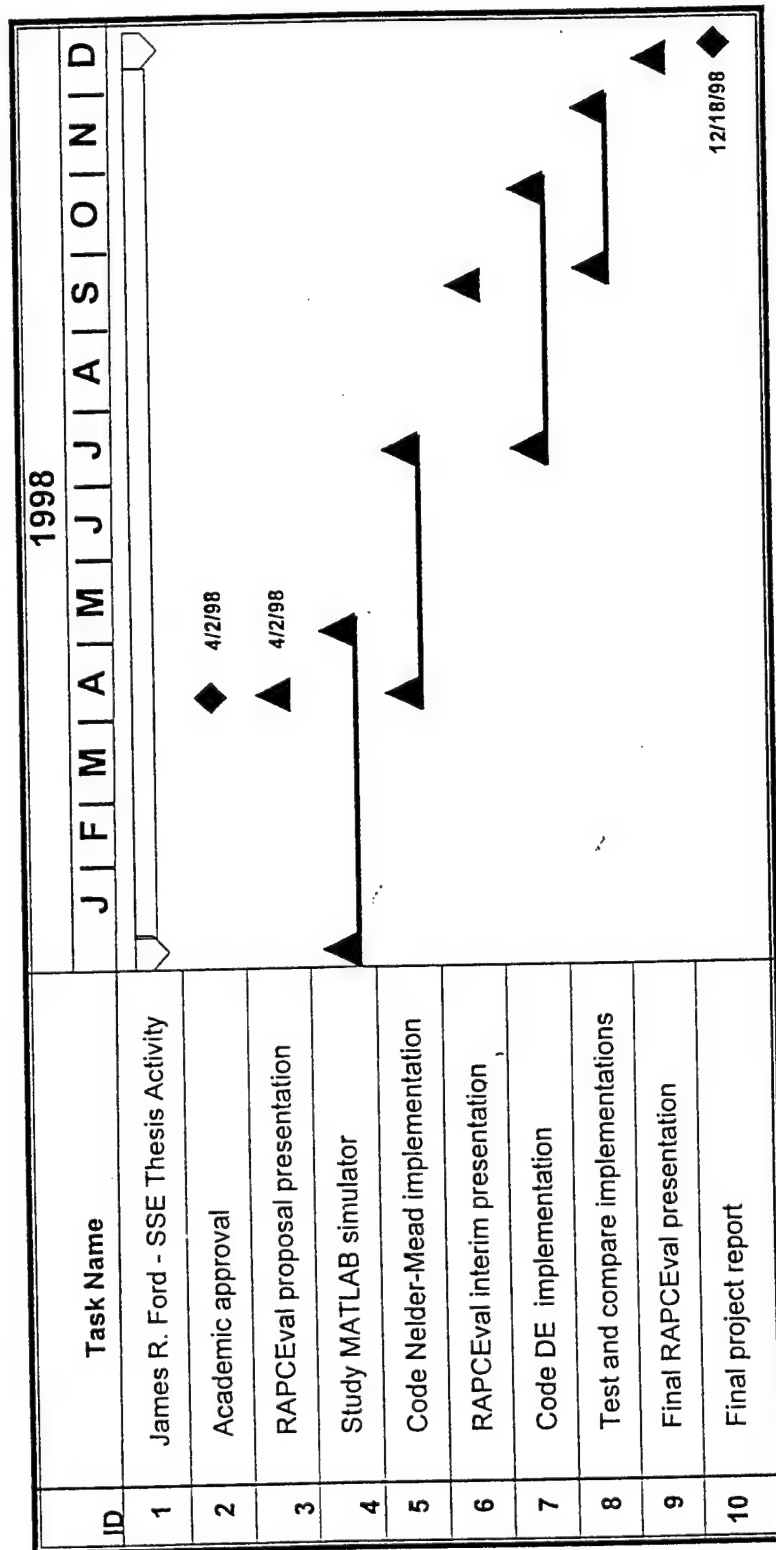 1998
ID Task Name J | F | M | A | M | J | J | A | S | O | N | D
1 James R. Ford - SSE Thesis Activity
2 Academic approval 4/2/98
3 RAPCEval proposal presentation 4/2/98
4 Study MATLAB simulator
5 Code Nelder-Mead implementation
6 RAPCEval interim presentation
7 Code DE implementation
8 Test and compare implementations
9 Final RAPCEval presentation
10 Final project report 12/18/98